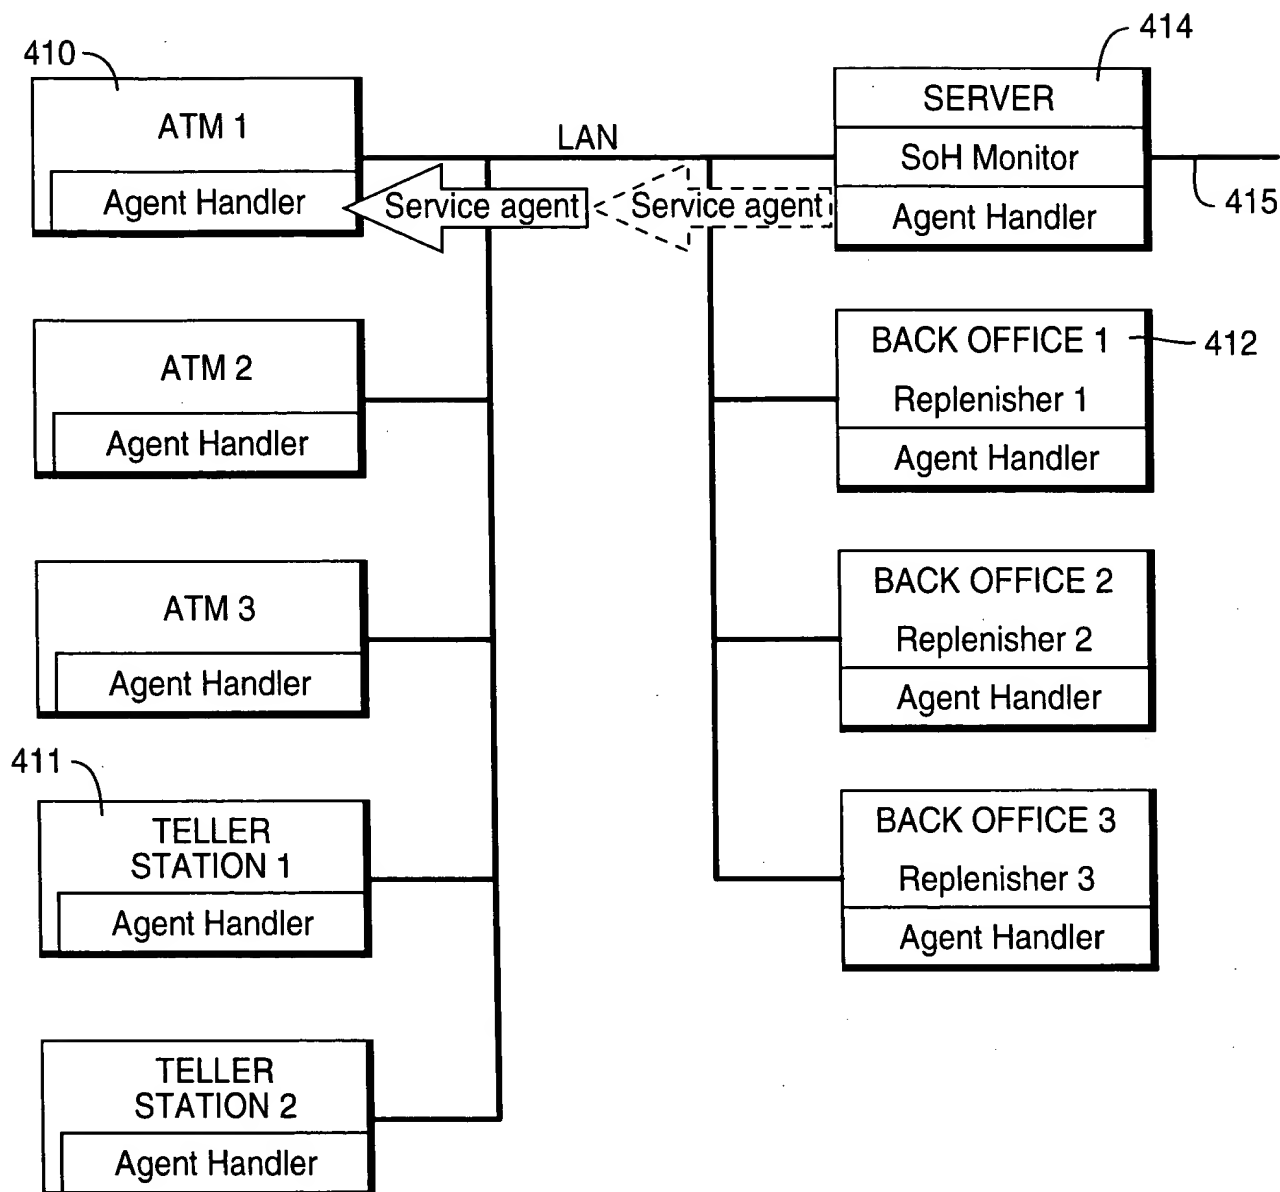 410
ATM 1
Agent Handler
LAN
Service agent
Service agent
414
SERVER
SoH Monitor
Agent Handler
415
ATM 2
Agent Handler
BACK OFFICE 1
Replenisher 1
Agent Handler
412
ATM 3
Agent Handler
BACK OFFICE 2
Replenisher 2
Agent Handler
411
TELLER
STATION 1
Agent Handler
BACK OFFICE 3
Replenisher 3
Agent Handler
TELLER
STATION 2
Agent Handler